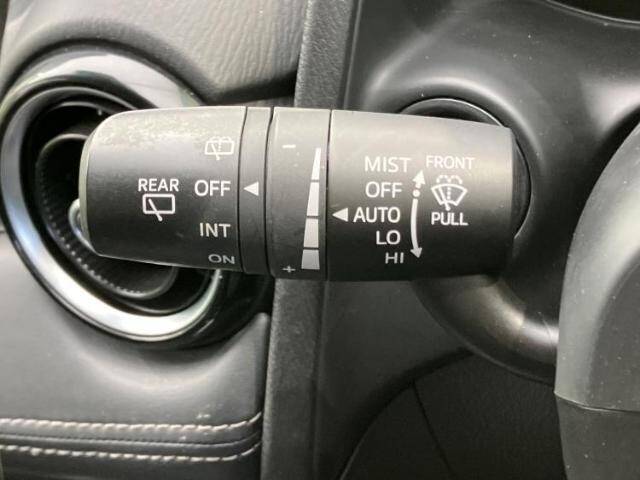 REAR
OFF
INT
ON
−
+
MIST
OFF
AUTO
LO
HI
FRONT
PULL